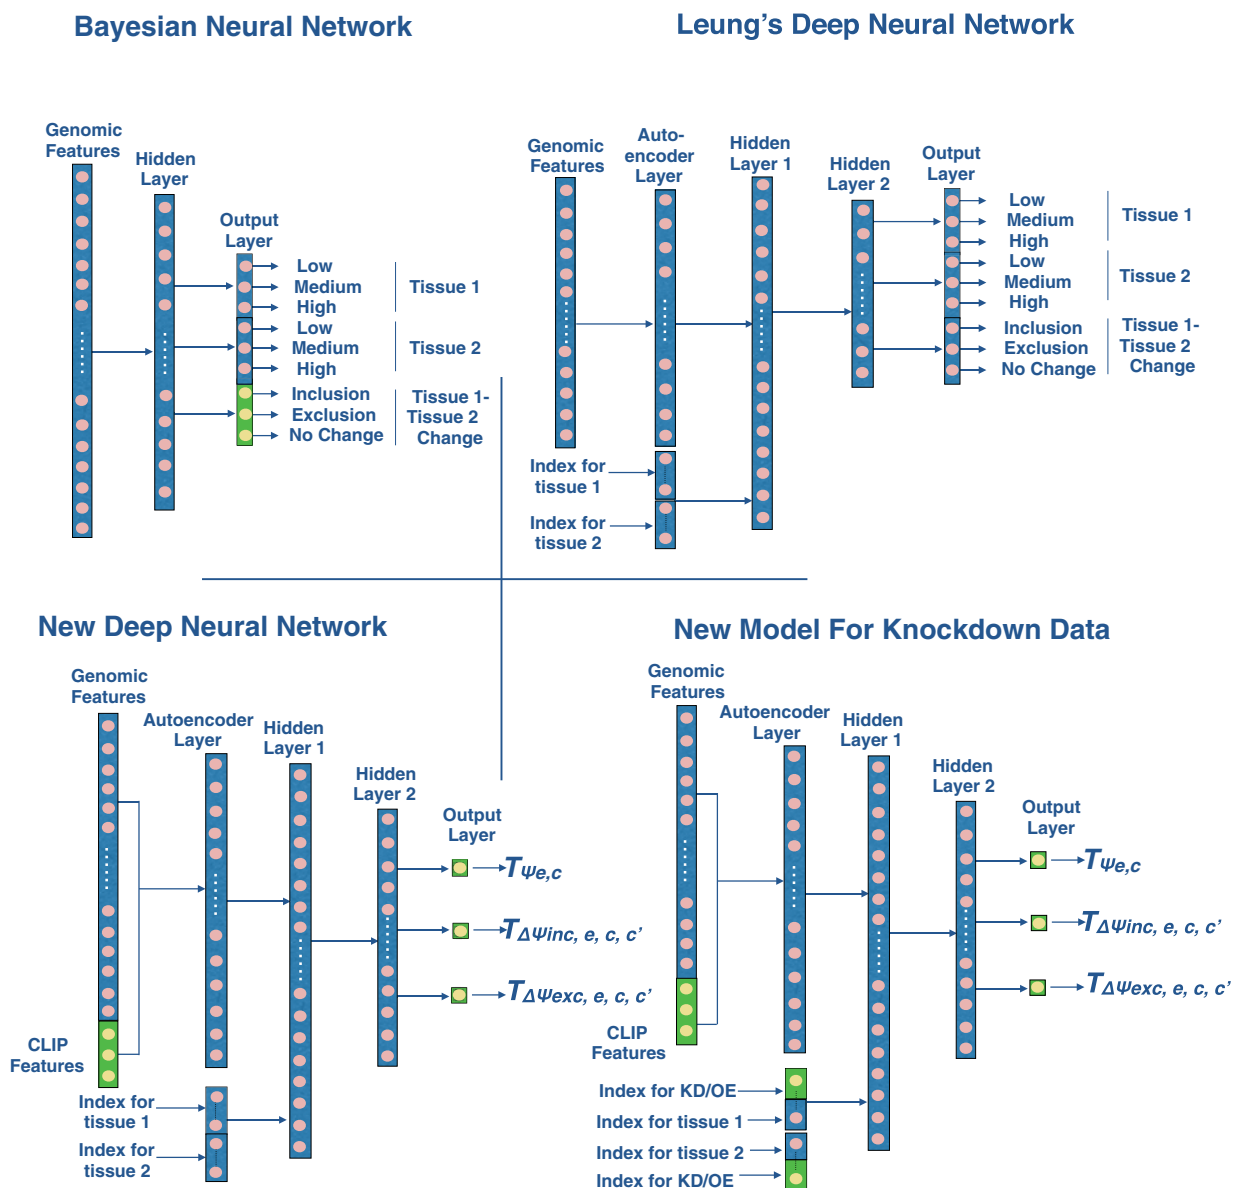 Bayesian Neural Network
Genomic
Features
Hidden
Layer
Output
Layer
Low
Medium
High
Tissue 1
Low
Medium
High
Tissue 2
Inclusion
Exclusion
No Change
Tissue 1-
Tissue 2
Change
Leung's Deep Neural Network
Genomic
Features
Auto-
encoder
Layer
Hidden
Layer 1
Hidden
Layer 2
Output
Layer
Low
Medium
High
Tissue 1
Low
Medium
High
Tissue 2
Inclusion
Exclusion
No Change
Tissue 1-
Tissue 2
Change
Index for
tissue 1
Index for
tissue 2
New Deep Neural Network
Genomic
Features
Autoencoder
Layer
Hidden
Layer 1
Hidden
Layer 2
Output
Layer
TΨe,c
TΔΨinc, e, c, c'
TΔΨexc, e, c, c'
CLIP
Features
Index for
tissue 1
Index for
tissue 2
New Model For Knockdown Data
Genomic
Features
Autoencoder
Layer
Hidden
Layer 1
Hidden
Layer 2
Output
Layer
TΨe,c
TΔΨinc, e, c, c'
TΔΨexc, e, c, c'
CLIP
Features
Index for KD/OE
Index for tissue 1
Index for tissue 2
Index for KD/OE